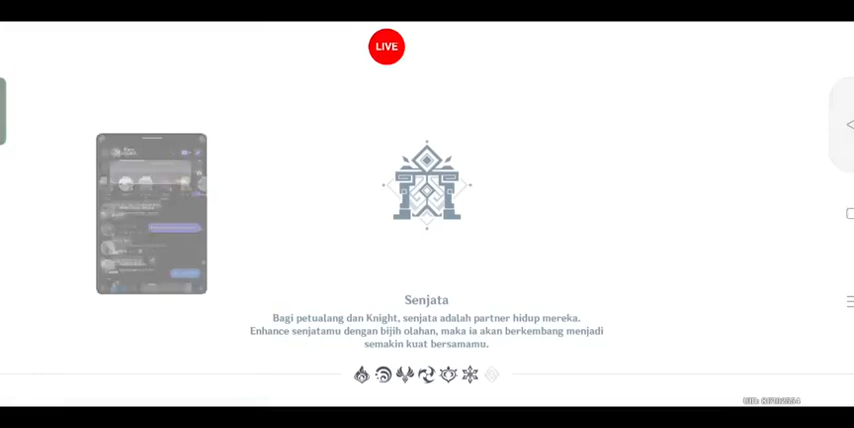 LIVE
Senjata
Bagi petualang dan Knight, senjata adalah partner hidup mereka.
Enhance senjatamu dengan bijih olahan, maka ia akan berkembang menjadi
semakin kuat bersamamu.